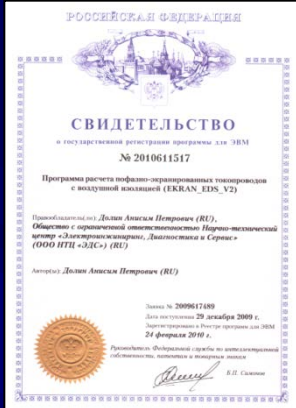 РОССИЙСКАЯ ФЕДЕРАЦИЯ
СВИДЕТЕЛЬСТВО
о государственной регистрации программы для ЭВМ
№ 2010611517
Программа расчета пофазно-экранированных токопроводов
с воздушной изоляцией (EKRAN_EDS_V2)
Правообладатель(ли): Долин Анисим Петрович (RU),
Общество с ограниченной ответственностью Научно-технический
центр «Электроинжиниринг, Диагностика и Сервис»
(ООО НТЦ «ЭДС») (RU)
Автор(ы): Долин Анисим Петрович (RU)
Заявка № 2009617489
Дата поступления 29 декабря 2009 г.
Зарегистрировано в Реестре программ для ЭВМ
24 февраля 2010 г.
Руководитель Федеральной службы по интеллектуальной
собственности, патентам и товарным знакам
Б.П. Симонов